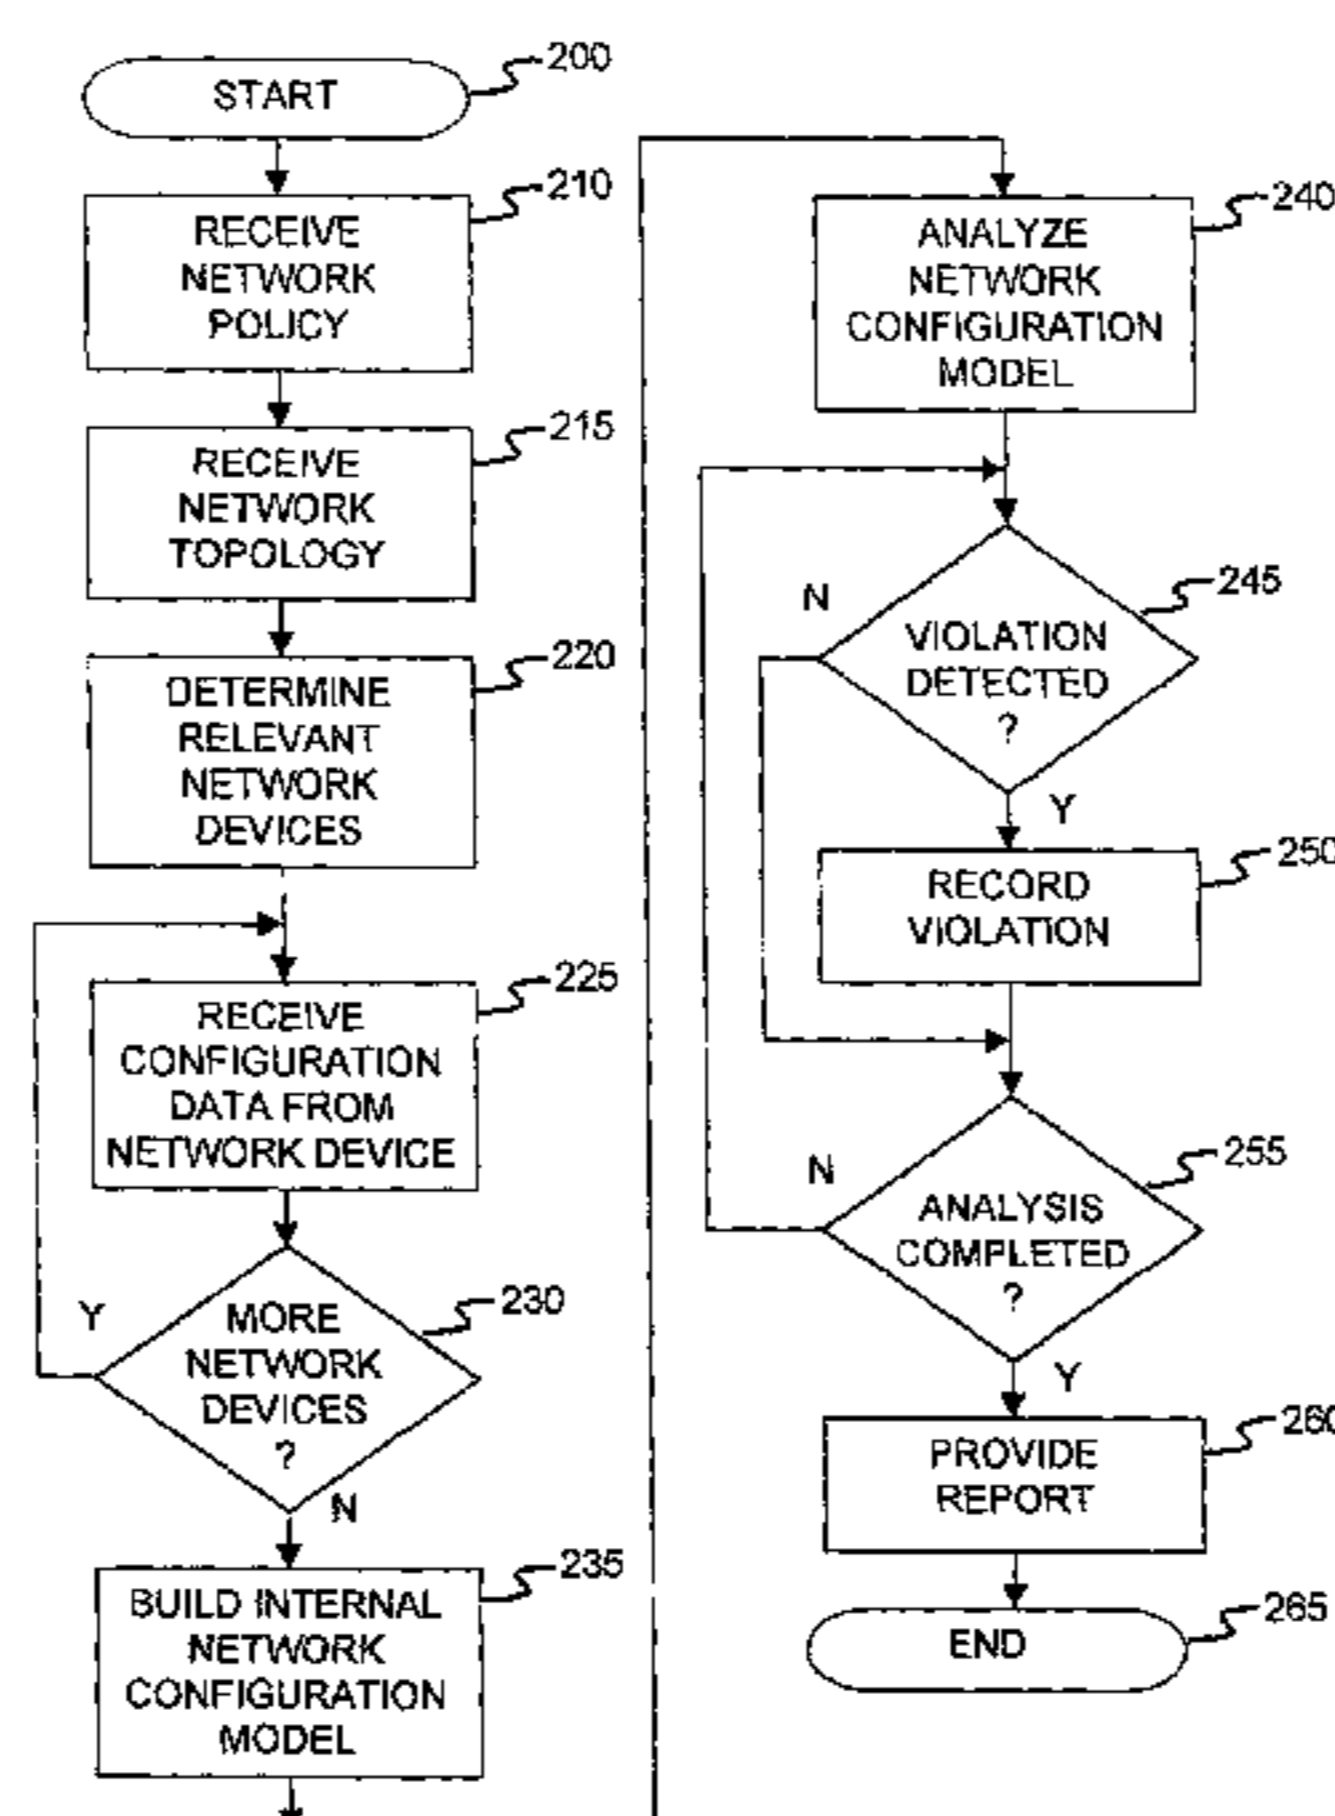 START
200
RECEIVE
NETWORK
POLICY
210
RECEIVE
NETWORK
TOPOLOGY
215
DETERMINE
RELEVANT
NETWORK
DEVICES
220
RECEIVE
CONFIGURATION
DATA FROM
NETWORK DEVICE
225
MORE
NETWORK
DEVICES
?
230
Y
N
BUILD INTERNAL
NETWORK
CONFIGURATION
MODEL
235
ANALYZE
NETWORK
CONFIGURATION
MODEL
240
VIOLATION
DETECTED
?
245
N
Y
RECORD
VIOLATION
250
ANALYSIS
COMPLETED
?
255
N
Y
PROVIDE
REPORT
260
END
265